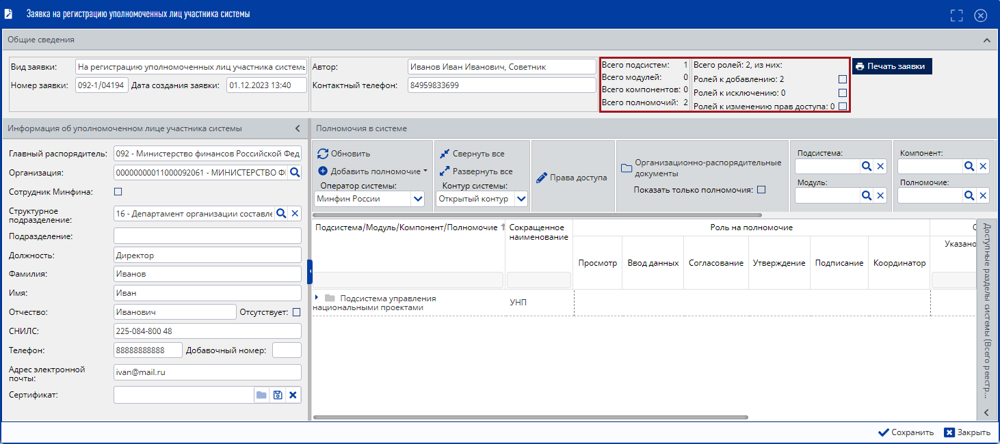 Заявка на регистрацию уполномоченных лиц участника системы
Общие сведения
Вид заявки: На регистрацию уполномоченных лиц участника системь
Номер заявки: 092-1/04194 Дата создания заявки: 01.12.2023 13:40
Автор: Иванов Иван Иванович, Советник
Контактный телефон: 84959833699
Всего подсистем: 1
Всего модулей: 0
Всего компонентов: 0
Всего полномочий: 2
Всего ролей: 2, из них:
Ролей к добавлению: 2
Ролей к исключению: 0
Ролей к изменению прав доступа: 0
Печать заявки
Информация об уполномоченном лице участника системы
Главный распорядитель: 092 - Министерство финансов Российской Фед
Организация: 00000000011000092061 - МИНИСТЕРСТВО Ф
Сотрудник Минфина:
Структурное
подразделение:
16 - Департамент организации составле
Подразделение:
Должность: Директор
Фамилия: Иванов
Имя: Иван
Отчество: Иванович Отсутствует:
СНИЛС: 225-084-800 48
Телефон: 88888888888 Добавочный номер:
Адрес электронной
почты:
ivan@mail.ru
Сертификат:
Полномочия в системе
Обновить
Добавить полномочие
Оператор системы:
Минфин России
Свернуть все
Развернуть все
Контур системы:
Открытый контур
Права доступа
Организационно-распорядительные
документы
Показать только полномочия:
Подсистема:
Модуль:
Компонент:
Полномочие:
Подсистема/Модуль/Компонент/Полномочие
Сокращенное
наименование
Роль на полномочие
Просмотр Ввод данных Согласование Утверждение Подписание Координатор
С
Указано
Подсистема управления
национальными проектами
УНП
Доступные разделы системы (Всего реестр...
Сохранить Закрыть